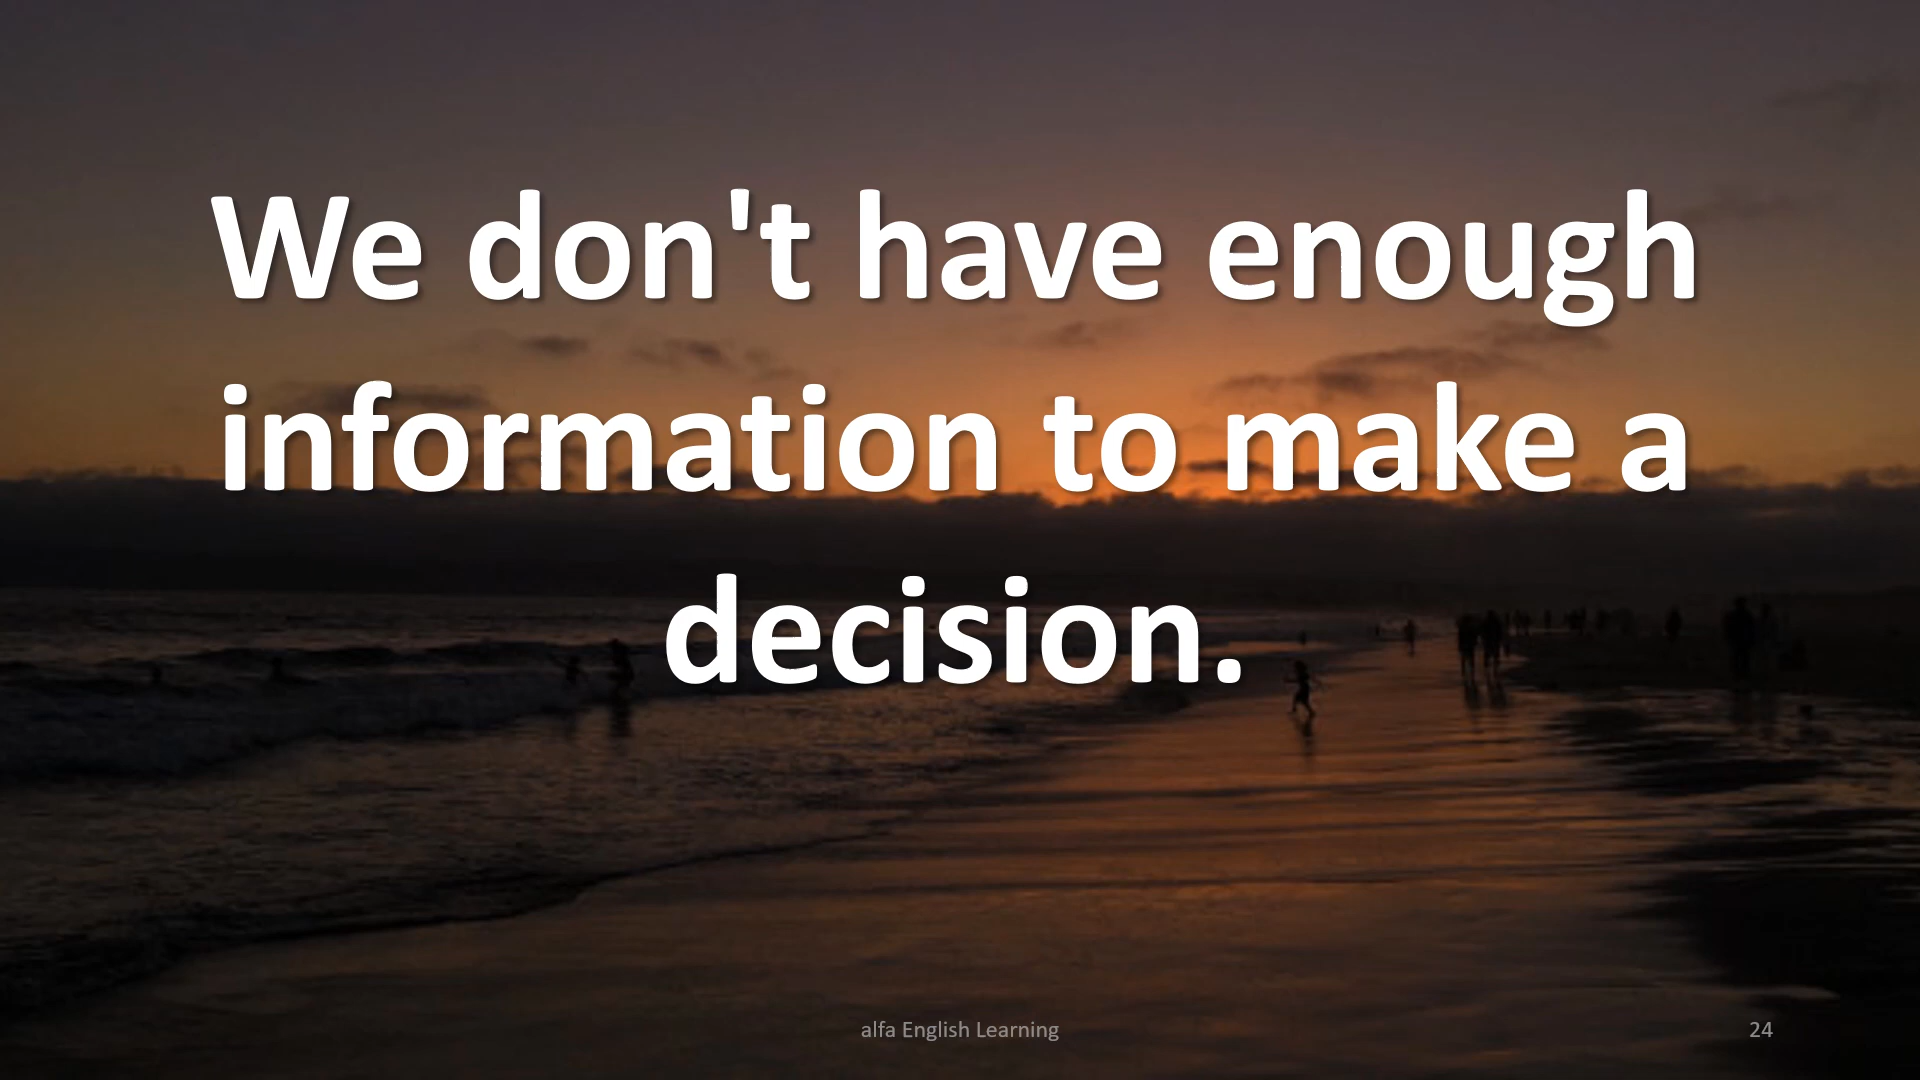 We don't have enough
information to make a
decision.
alfa English Learning
24